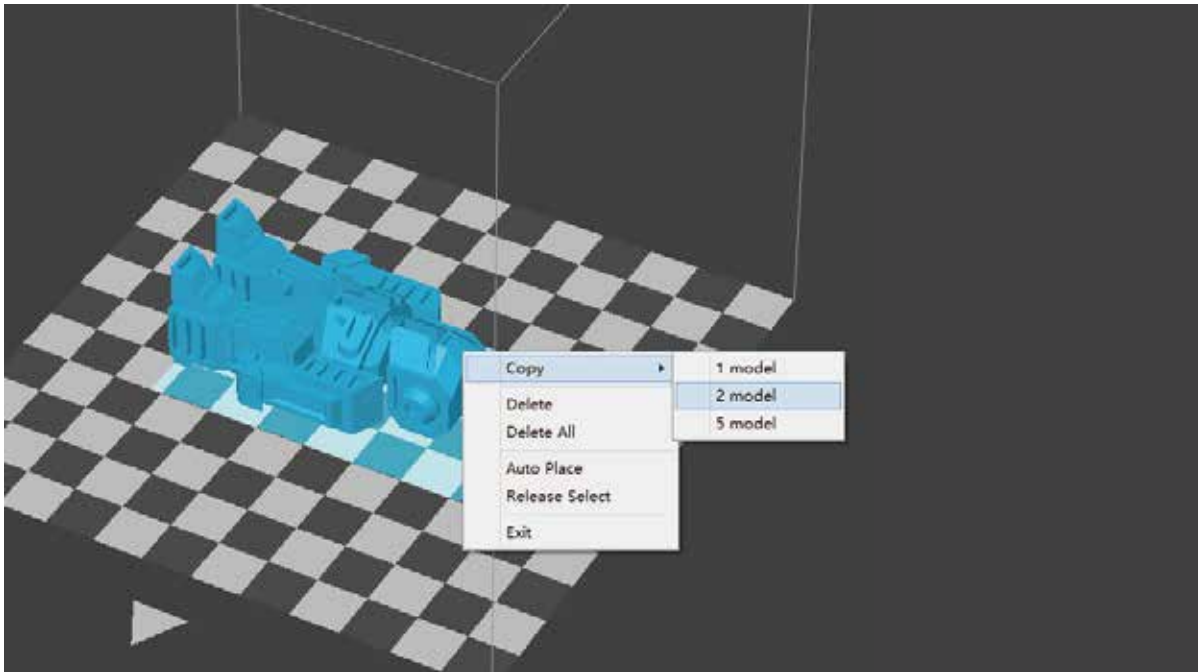 Copy
1 model
2 model
5 model
Delete
Delete All
Auto Place
Release Select
Exit